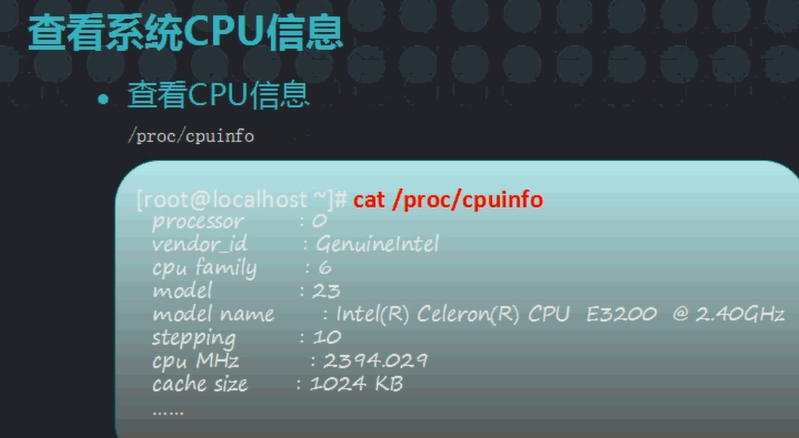 查看系统CPU信息
• 查看CPU信息
/proc/cpuinfo
[root@localhost ~]# cat /proc/cpuinfo
processor : 0
vendor_id : GenuineIntel
cpu family : 6
model : 23
model name : Intel(R) Celeron(R) CPU E3200 @ 2.40GHz
stepping : 10
cpu MHz : 2394.029
cache size : 1024 KB
......